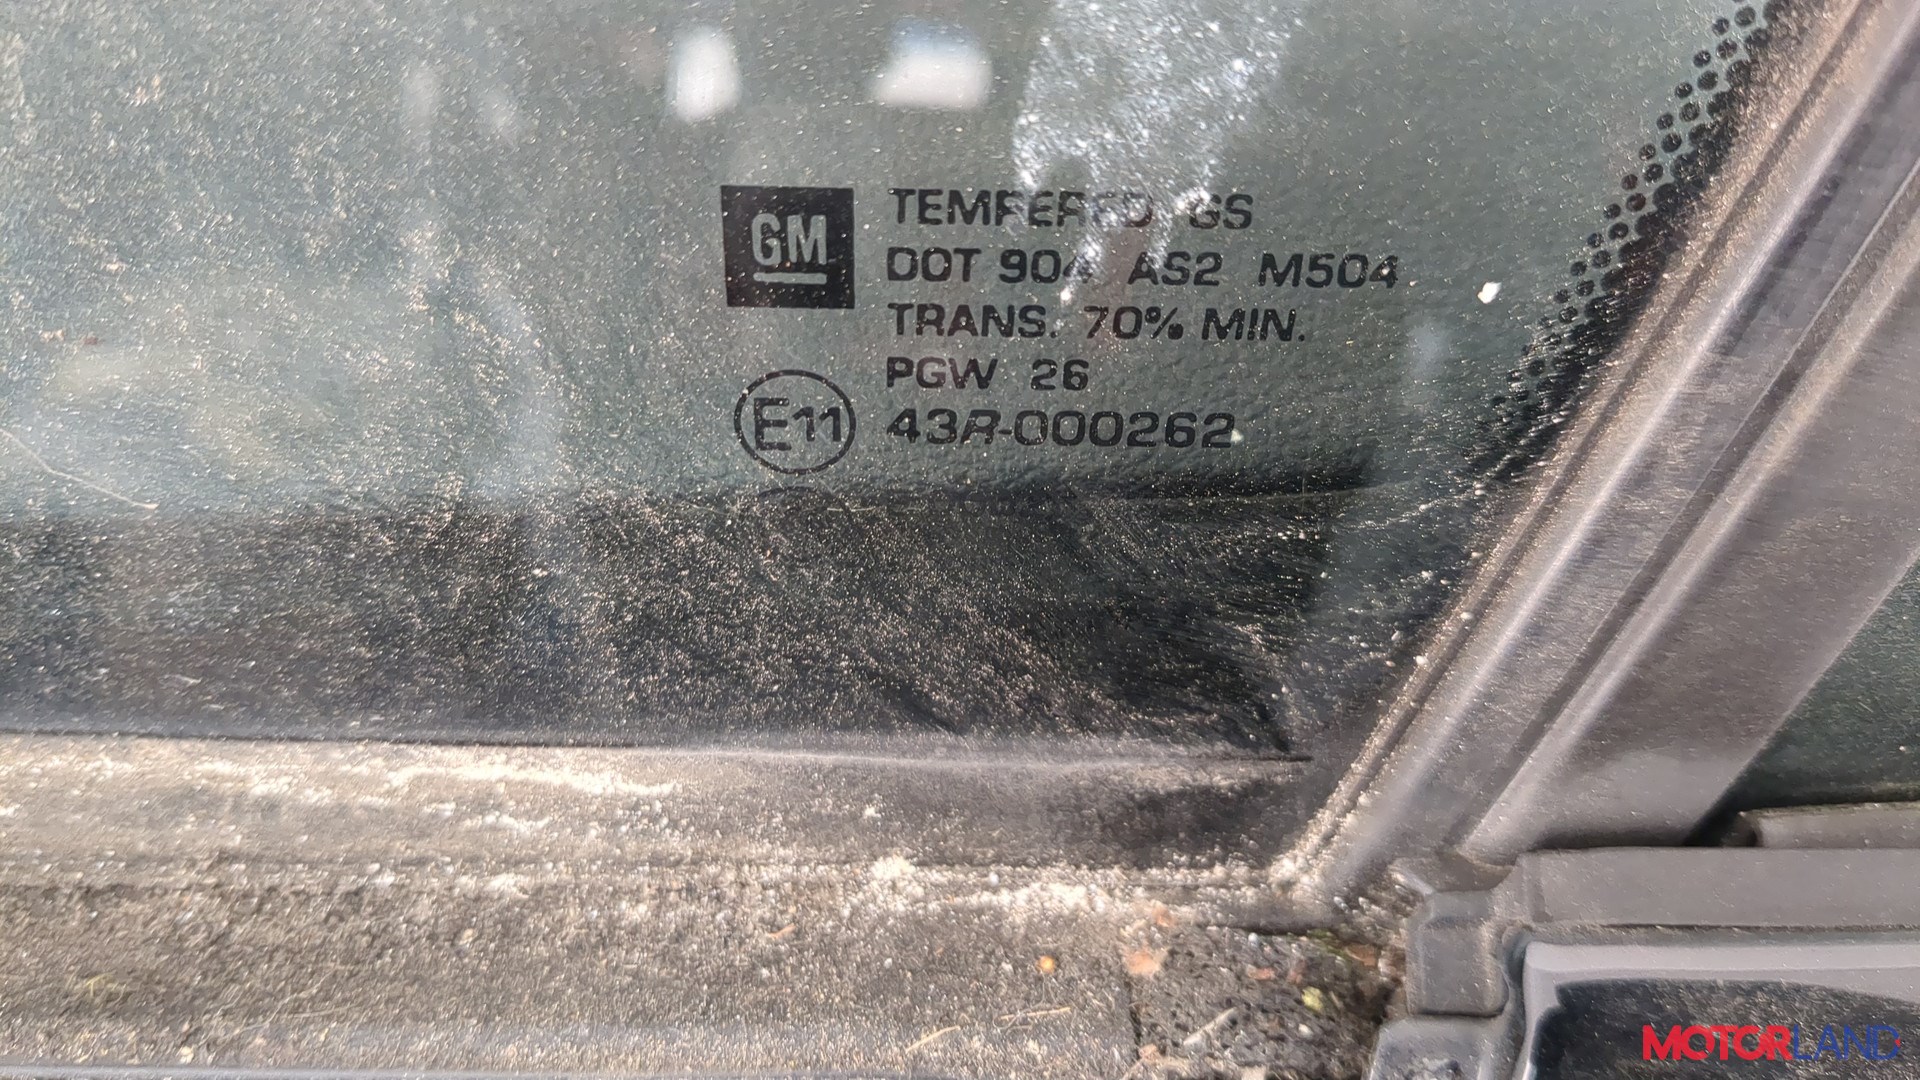 GM
TEMPERED GS
DOT 904 AS2 M504
TRANS. 70% MIN.
PGW 26
E11 43R-000262
MOTORLAND